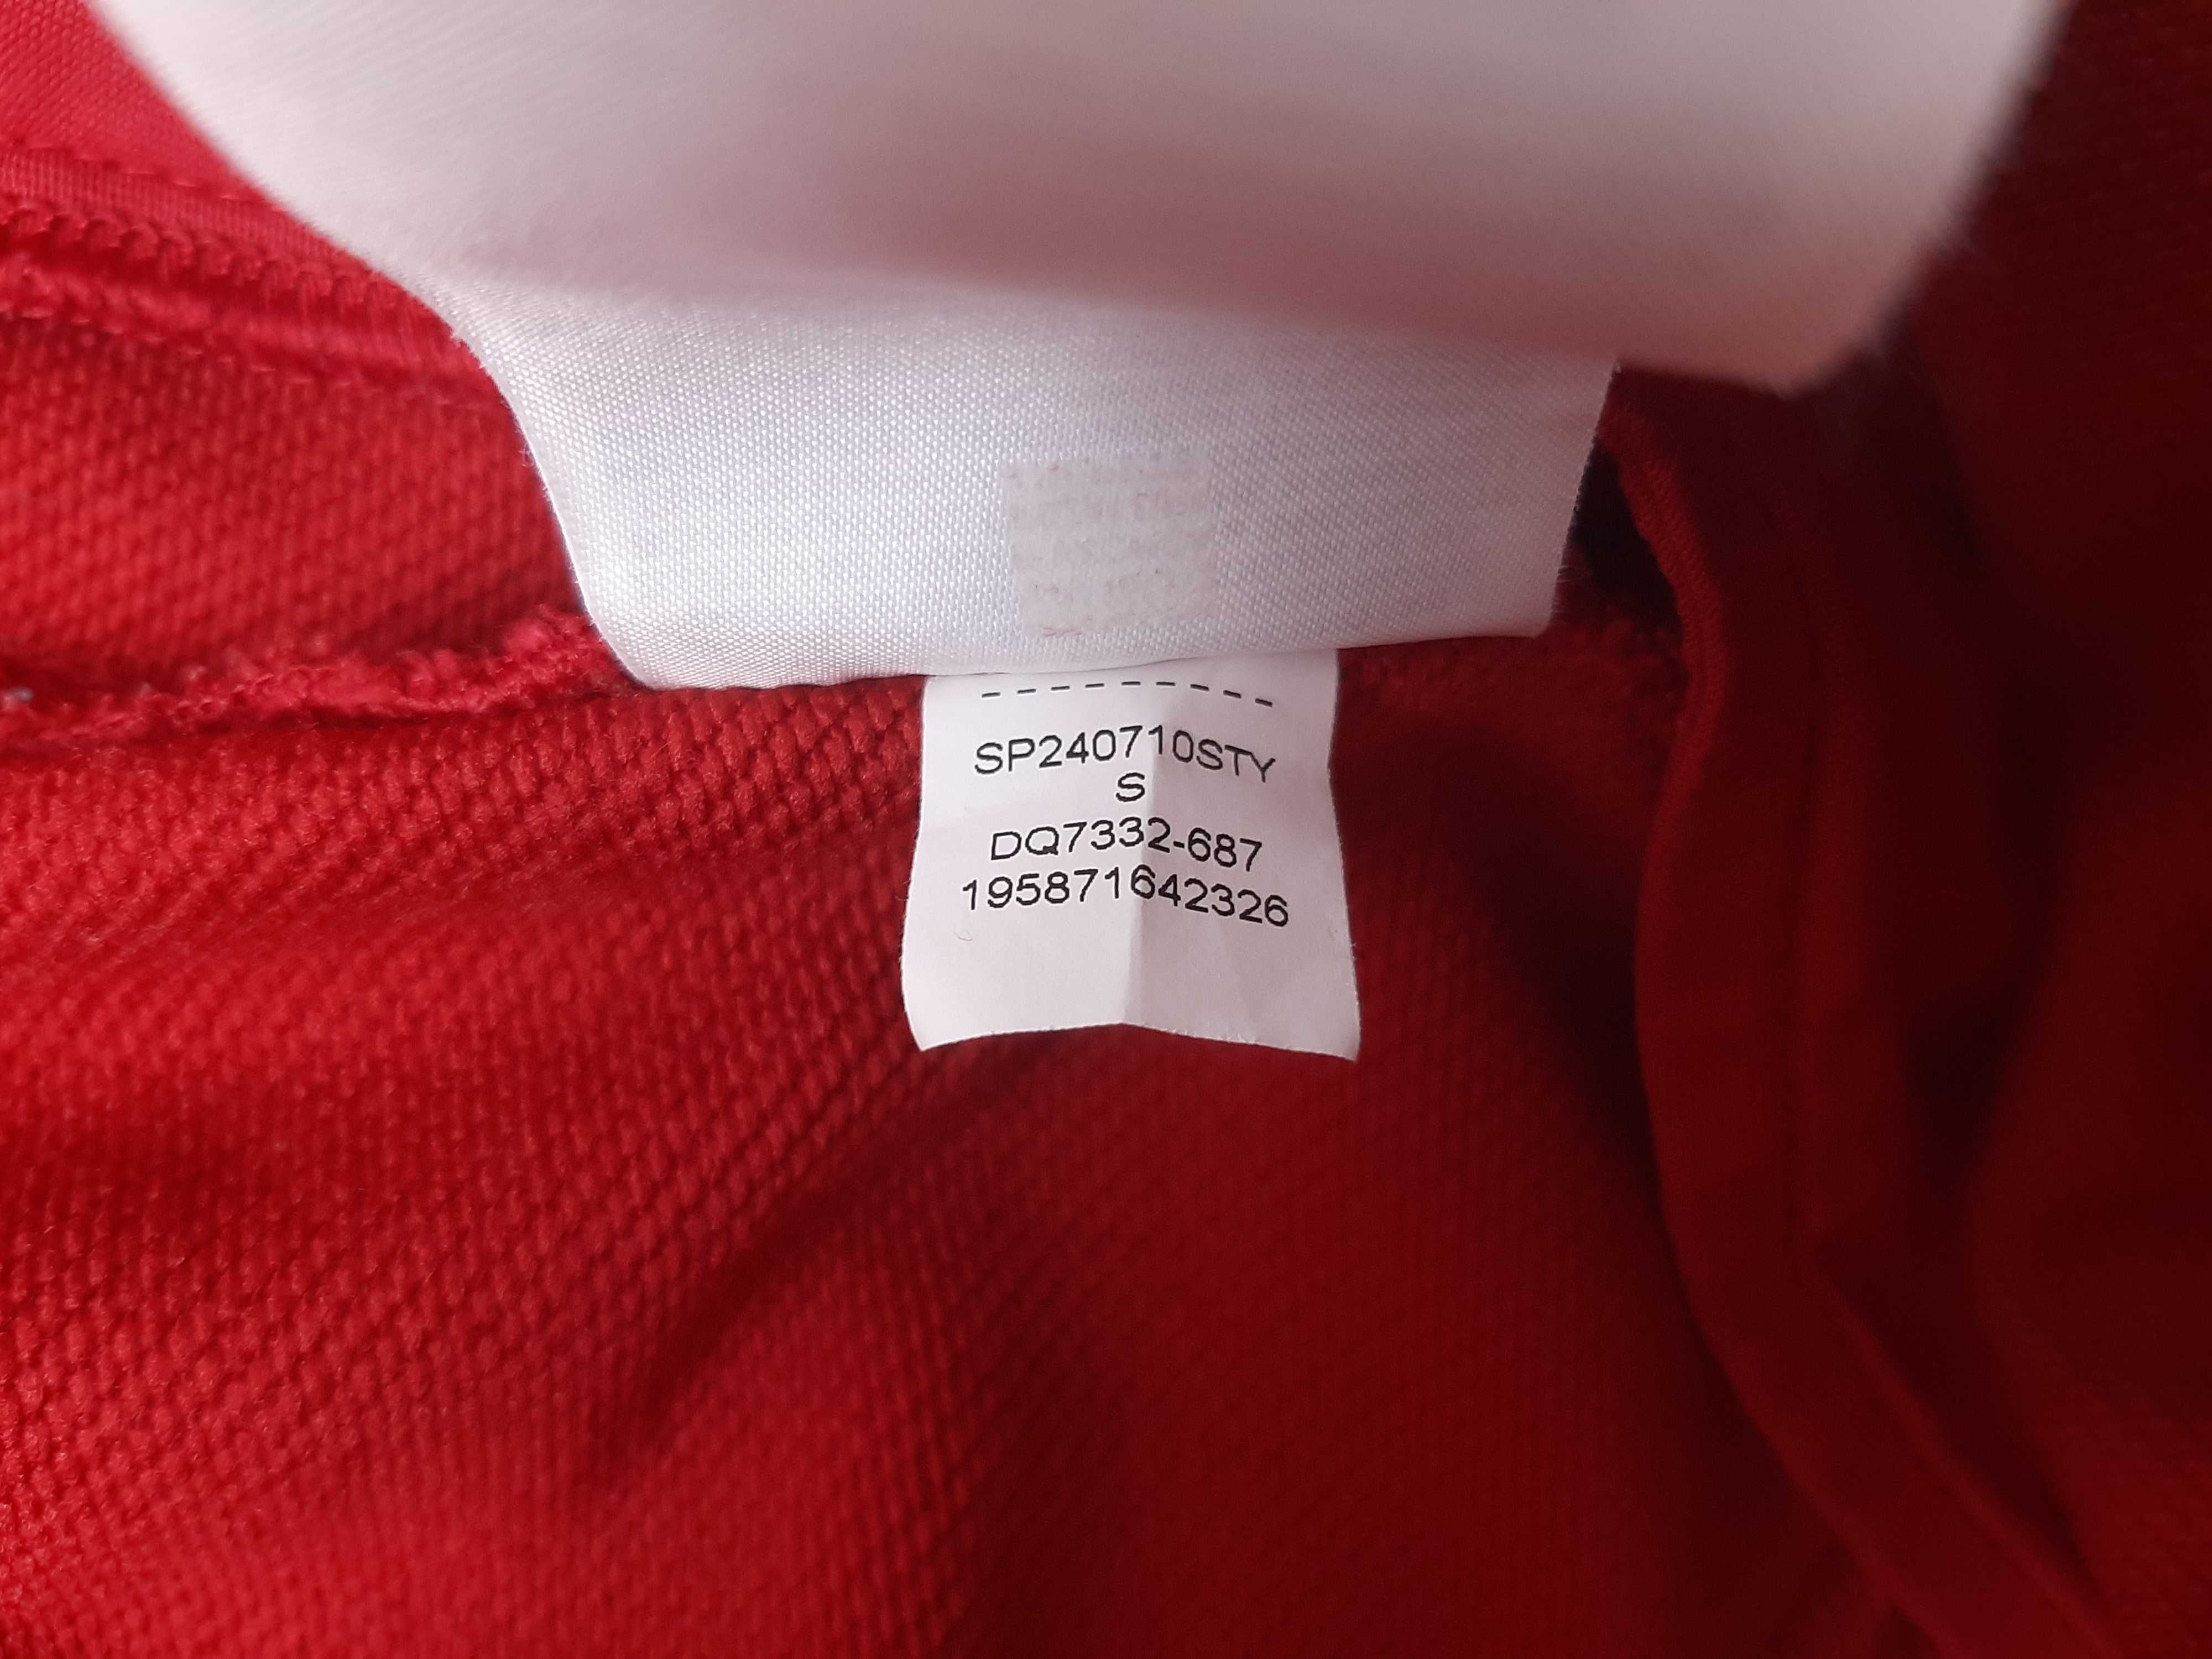 ---------
SP240710STY
S
DQ7332-687
195871642326